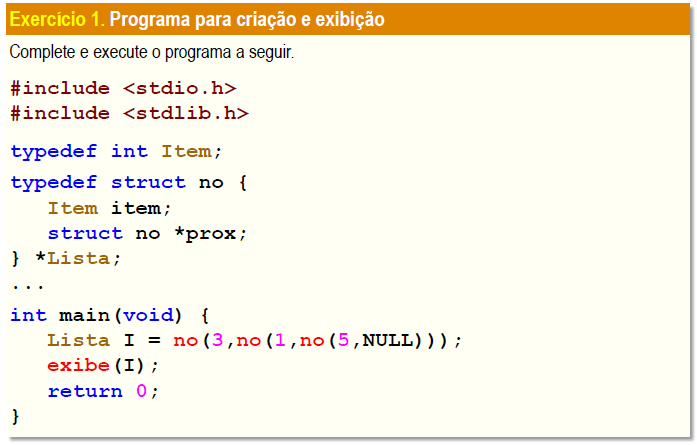 Exercício 1. Programa para criação e exibição
Complete e execute o programa a seguir.
#include <stdio.h>
#include <stdlib.h>
typedef int Item;
typedef struct no {
   Item item;
   struct no *prox;
} *Lista;
...
int main(void) {
   Lista I = no(3,no(1,no(5,NULL)));
   exibe(I);
   return 0;
}